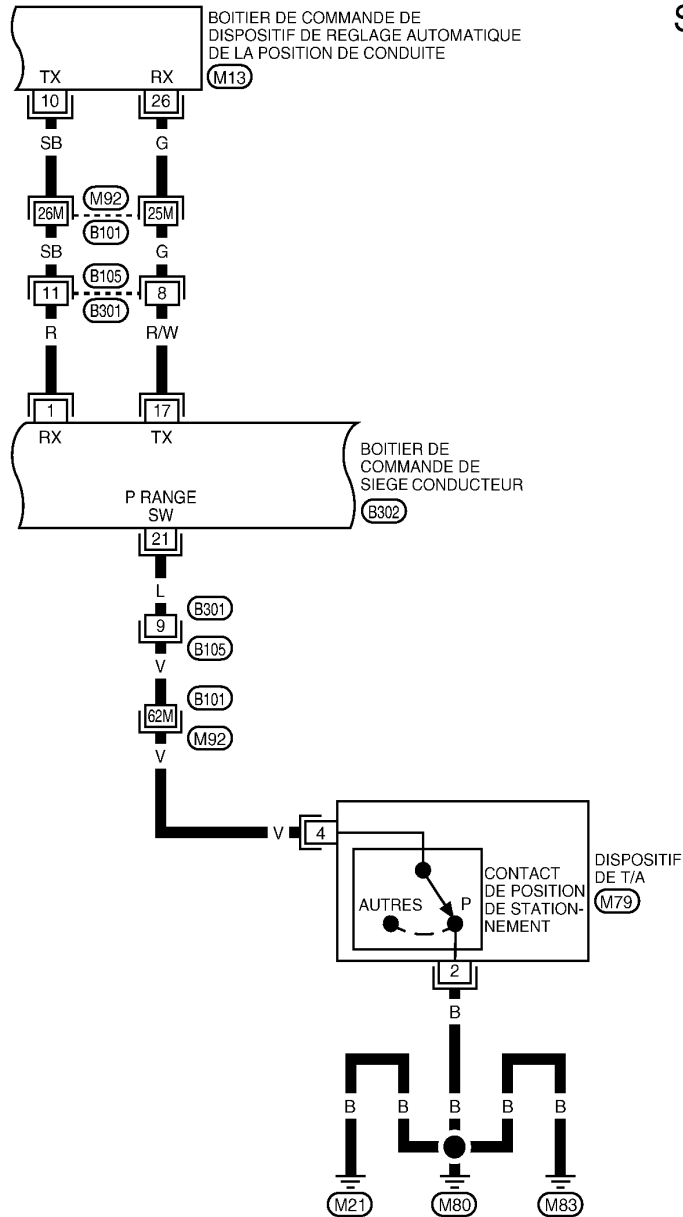 S
BOITIER DE COMMANDE DE
DISPOSITIF DE REGLAGE AUTOMATIQUE
DE LA POSITION DE CONDUITE
M13
TX RX
10 26
SB G
M92
26M 25M
B101
SB G
B105
11 8
B301
R R/W
1 17
RX TX
BOITIER DE
COMMANDE DE
SIEGE CONDUCTEUR
B302
P RANGE
SW
21
L
B301
9
B105
V
B101
62M
M92
V
V 4
DISPOSITIF
DE T/A
M79
CONTACT
DE POSITION
DE STATION-
NEMENT
AUTRES P
2
B
B B B B B
M21 M80 M83